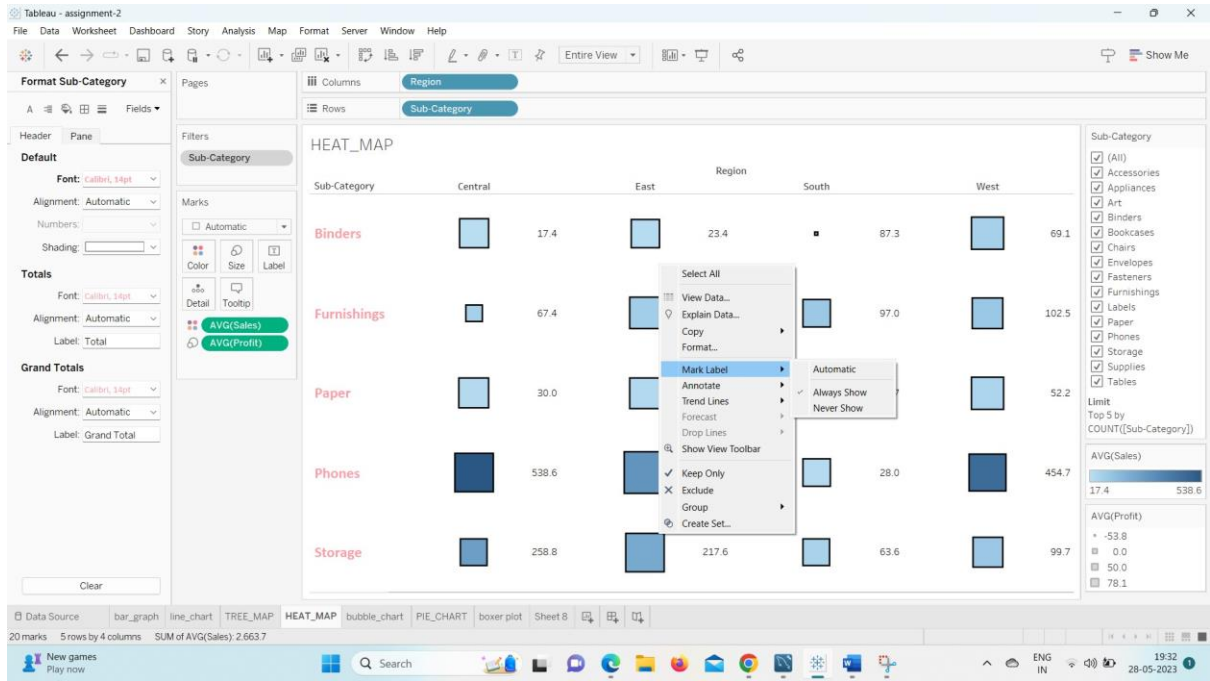 Tableau - assignment-2
File Data Worksheet Dashboard Story Analysis Map Format Server Window Help
Entire View
Show Me
Format Sub-Category
Fields
Header Pane
Default
Font: Calibri, 14pt
Alignment: Automatic
Numbers:
Shading:
Totals
Font: Calibri, 14pt
Alignment: Automatic
Label: Total
Grand Totals
Font: Calibri, 14pt
Alignment: Automatic
Label: Grand Total
Clear
Pages
Filters
Sub-Category
Marks
Automatic
Color Size Label
Detail Tooltip
AVG(Sales)
AVG(Profit)
Columns Region
Rows Sub-Category
HEAT_MAP
Region
Sub-Category Central East South West
Binders 17.4 23.4 87.3 69.1
Furnishings 67.4 97.0 102.5
Paper 30.0 52.2
Phones 538.6 28.0 454.7
Storage 258.8 217.6 63.6 99.7
Select All
View Data...
Explain Data...
Copy
Format...
Mark Label
Annotate
Trend Lines
Forecast
Drop Lines
Show View Toolbar
Keep Only
Exclude
Group
Create Set...
Automatic
Always Show
Never Show
Sub-Category
(All)
Accessories
Appliances
Art
Binders
Bookcases
Chairs
Envelopes
Fasteners
Furnishings
Labels
Paper
Phones
Storage
Supplies
Tables
Limit
Top 5 by
COUNT([Sub-Category])
AVG(Sales)
17.4 538.6
AVG(Profit)
-53.8
0.0
50.0
78.1
Data Source bar_graph line_chart TREE_MAP HEAT_MAP bubble_chart PIE_CHART boxer plot Sheet 8
20 marks 5 rows by 4 columns SUM of AVG(Sales): 2,663.7
New games
Play now
Search
ENG
IN
19:32
28-05-2023